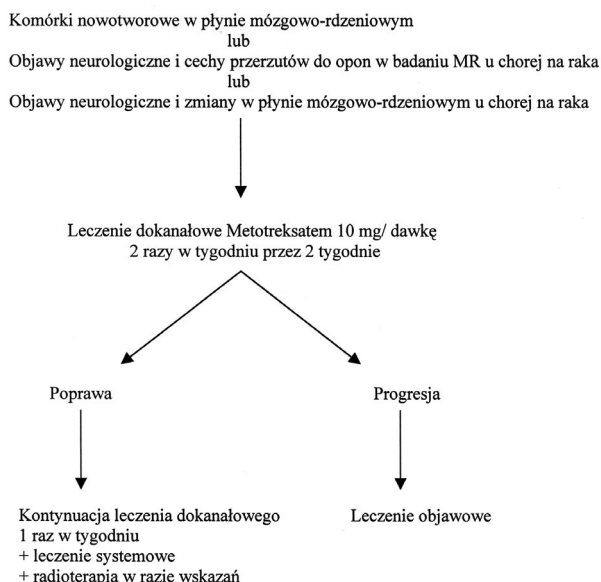 Komórki nowotworowe w płynie mózgowo-rdzeniowym
lub
Objawy neurologiczne i cechy przerzutów do opon w badaniu MR u chorej na raka
lub
Objawy neurologiczne i zmiany w płynie mózgowo-rdzeniowym u chorej na raka
Leczenie dokanałowe Metotreksatem 10 mg/ dawkę
2 razy w tygodniu przez 2 tygodnie
Poprawa
Progresja
Kontynuacja leczenia dokanałowego
1 raz w tygodniu
+ leczenie systemowe
+ radioterapia w razie wskazań
Leczenie objawowe